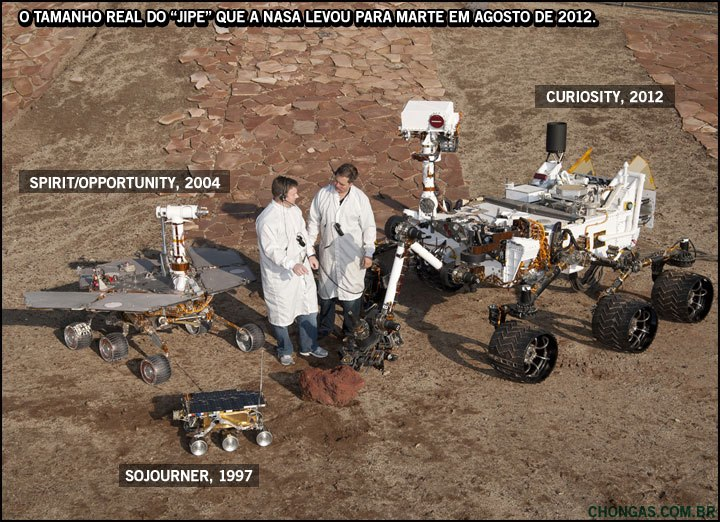 O TAMANHO REAL DO “JIPE” QUE A NASA LEVOU PARA MARTE EM AGOSTO DE 2012.
CURIOSITY, 2012
SPIRIT/OPPORTUNITY, 2004
SOJOURNER, 1997
CHONGAS.COM.BR